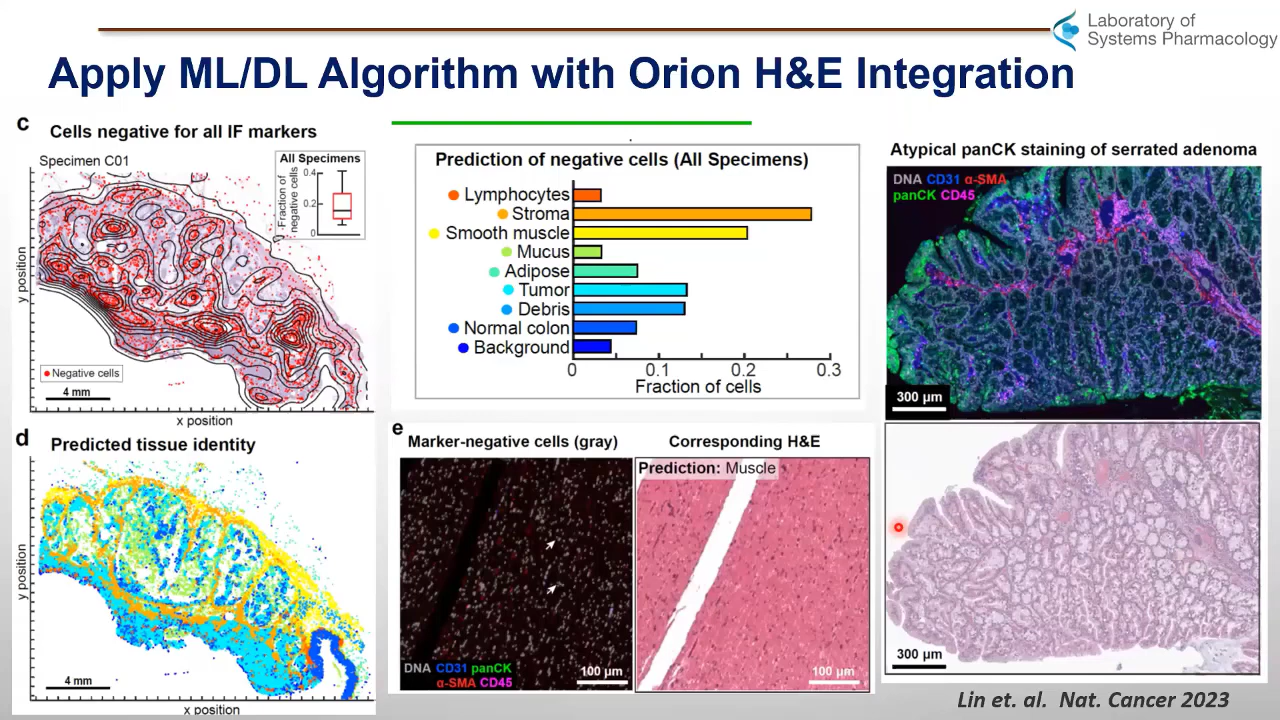 Laboratory of
Systems Pharmacology
Apply ML/DL Algorithm with Orion H&E Integration
c
Cells negative for all IF markers
Specimen C01
All Specimens
Fraction of
negative cells
0.4
0.2
0
y position
Negative cells
4 mm
x position
d
Predicted tissue identity
y position
4 mm
x position
Prediction of negative cells (All Specimens)
Lymphocytes
Stroma
Smooth muscle
Mucus
Adipose
Tumor
Debris
Normal colon
Background
0 0.1 0.2 0.3
Fraction of cells
e
Marker-negative cells (gray)
DNA CD31 panCK
α-SMA CD45
100 µm
Corresponding H&E
Prediction: Muscle
100 µm
Atypical panCK staining of serrated adenoma
DNA CD31 α-SMA
panCK CD45
300 µm
300 µm
Lin et. al. Nat. Cancer 2023